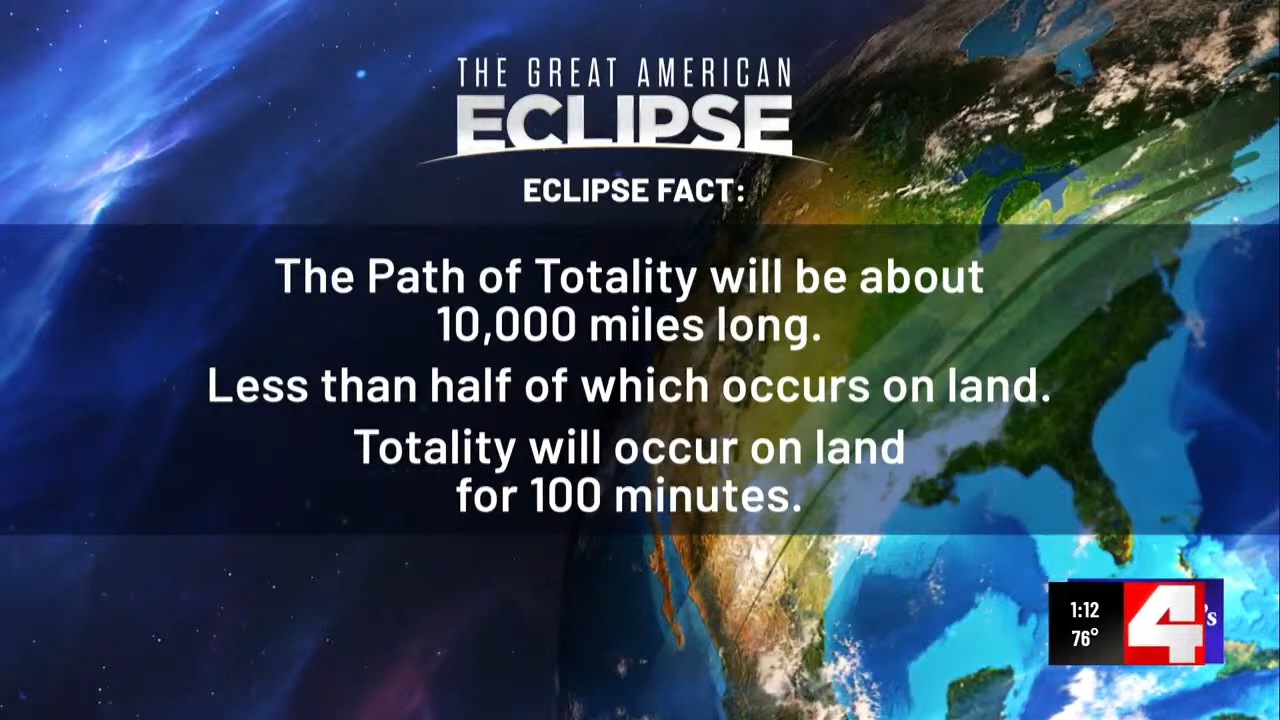 THE GREAT AMERICAN
ECLIPSE
ECLIPSE FACT:
The Path of Totality will be about
10,000 miles long.
Less than half of which occurs on land.
Totality will occur on land
for 100 minutes.
1:12
76°
4
's